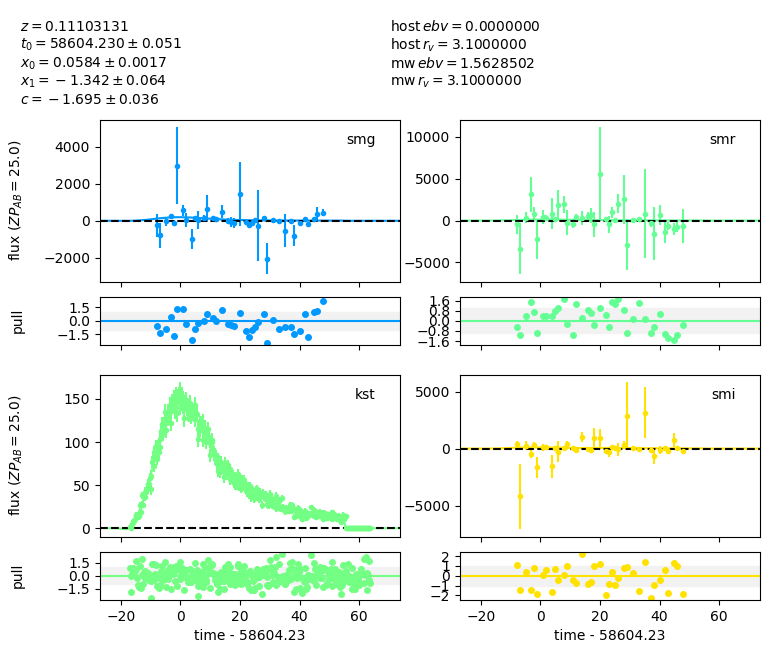 z = 0.11103131
t0 = 58604.230 ± 0.051
x0 = 0.0584 ± 0.0017
x1 = −1.342 ± 0.064
c = −1.695 ± 0.036
host ebv = 0.0000000
host rv = 3.1000000
mw ebv = 1.5628502
mw rv = 3.1000000
smg
4000
2000
0
−2000
flux (ZPAB = 25.0)
smr
10000
5000
0
−5000
1.5
0.0
−1.5
pull
1.6
0.8
0.0
−0.8
−1.6
kst
150
100
50
0
flux (ZPAB = 25.0)
smi
5000
0
−5000
1.5
0.0
−1.5
pull
−20 0 20 40 60
time - 58604.23
2
1
0
−1
−2
−20 0 20 40 60
time - 58604.23